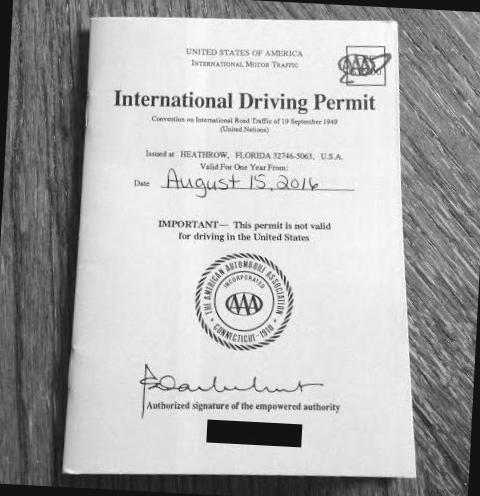 UNITED STATES OF AMERICA
INTERNATIONAL MOTOR TRAFFIC
AAA
International Driving Permit
Convention on International Road Traffic of 19 September 1949
(United Nations)
Issued at HEATHROW, FLORIDA 32746-5063, U.S.A.
Valid For One Year From:
Date August 15, 2016
IMPORTANT— This permit is not valid
for driving in the United States
THE AMERICAN AUTOMOBILE ASSOCIATION
INCORPORATED
AAA
CONNECTICUT-1910
Authorized signature of the empowered authority